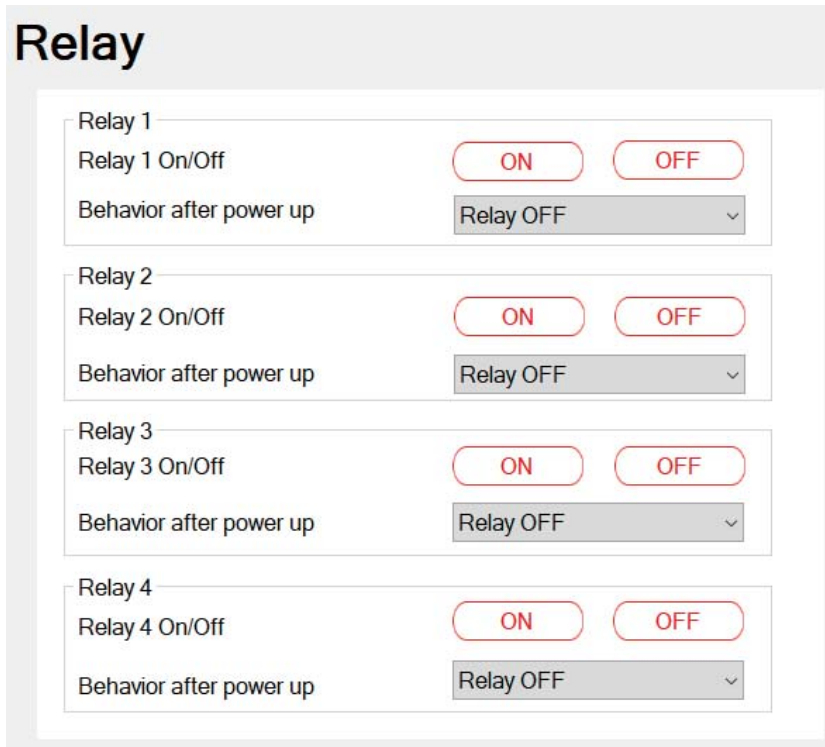 Relay
Relay 1
Relay 1 On/Off ON OFF
Behavior after power up Relay OFF
Relay 2
Relay 2 On/Off ON OFF
Behavior after power up Relay OFF
Relay 3
Relay 3 On/Off ON OFF
Behavior after power up Relay OFF
Relay 4
Relay 4 On/Off ON OFF
Behavior after power up Relay OFF